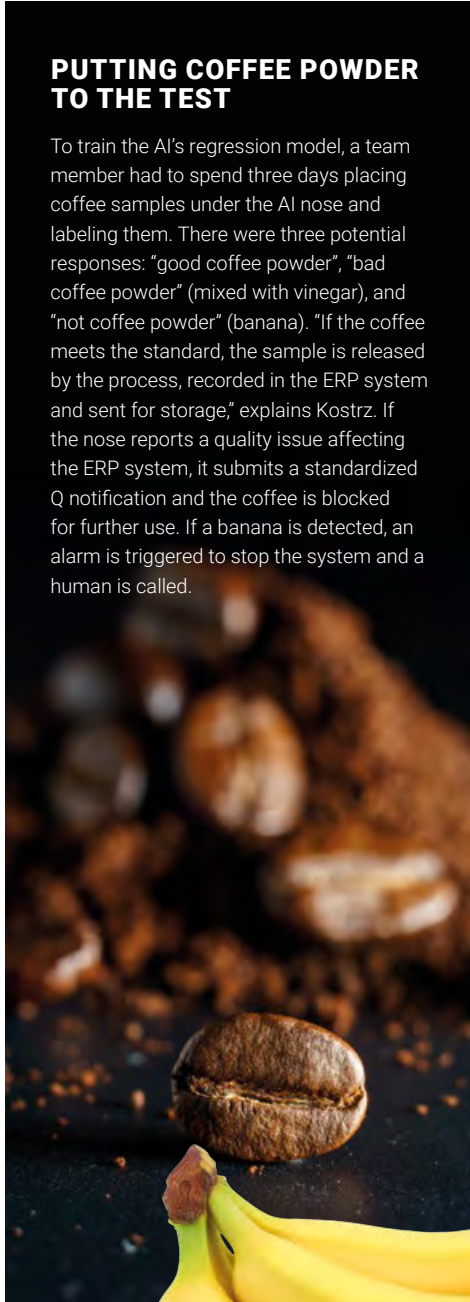 PUTTING COFFEE POWDER
TO THE TEST
To train the AI’s regression model, a team
member had to spend three days placing
coffee samples under the AI nose and
labeling them. There were three potential
responses: “good coffee powder”, “bad
coffee powder” (mixed with vinegar), and
“not coffee powder” (banana). “If the coffee
meets the standard, the sample is released
by the process, recorded in the ERP system
and sent for storage,” explains Kostrz. If
the nose reports a quality issue affecting
the ERP system, it submits a standardized
Q notification and the coffee is blocked
for further use. If a banana is detected, an
alarm is triggered to stop the system and a
human is called.